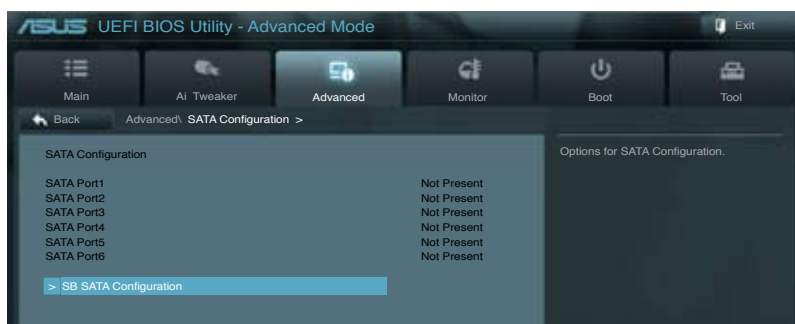 ASUS UEFI BIOS Utility - Advanced Mode
Exit
Main Ai Tweaker Advanced Monitor Boot Tool
Back Advanced\ SATA Configuration >
SATA Configuration
Options for SATA Configuration.
SATA Port1 Not Present
SATA Port2 Not Present
SATA Port3 Not Present
SATA Port4 Not Present
SATA Port5 Not Present
SATA Port6 Not Present
> SB SATA Configuration